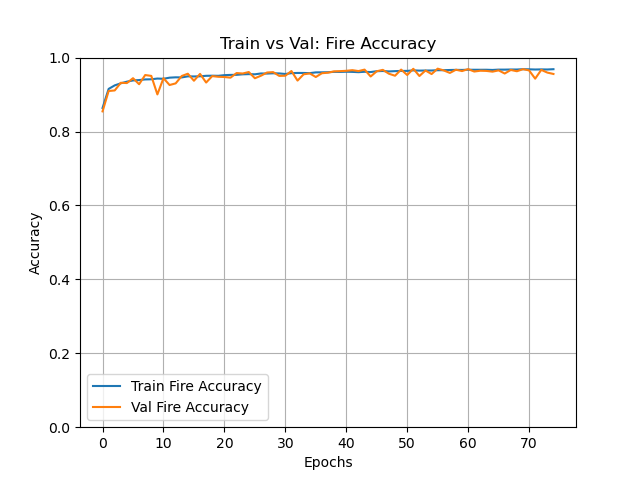 Train vs Val: Fire Accuracy
1.0
0.8
0.6
0.4
0.2
0.0
Accuracy
Train Fire Accuracy
Val Fire Accuracy
0 10 20 30 40 50 60 70
Epochs